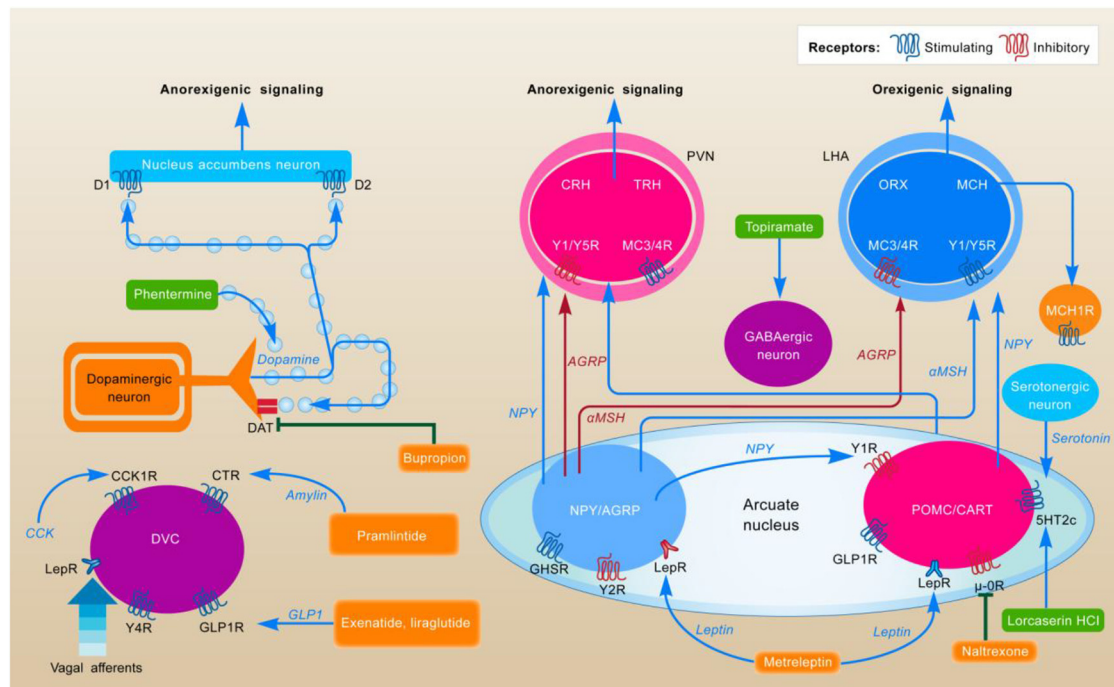 Receptors: Stimulating Inhibitory
Anorexigenic signaling
Nucleus accumbens neuron
D1
D2
Phentermine
Dopamine
Dopaminergic
neuron
DAT
Bupropion
CCK1R
CTR
Amylin
CCK
DVC
Pramlintide
LepR
Y4R
GLP1R
GLP1
Exenatide, liraglutide
Vagal afferents
Anorexigenic signaling
PVN
CRH
TRH
Y1/Y5R
MC3/4R
Orexigenic signaling
LHA
ORX
MCH
MC3/4R
Y1/Y5R
Topiramate
GABAergic
neuron
MCH1R
AGRP
AGRP
αMSH
NPY
Serotonergic
neuron
Serotonin
NPY
αMSH
NPY
Y1R
NPY/AGRP
Arcuate
nucleus
POMC/CART
5HT2c
GHSR
Y2R
LepR
GLP1R
LepR
μ-0R
Leptin
Leptin
Metreleptin
Naltrexone
Lorcaserin HCl